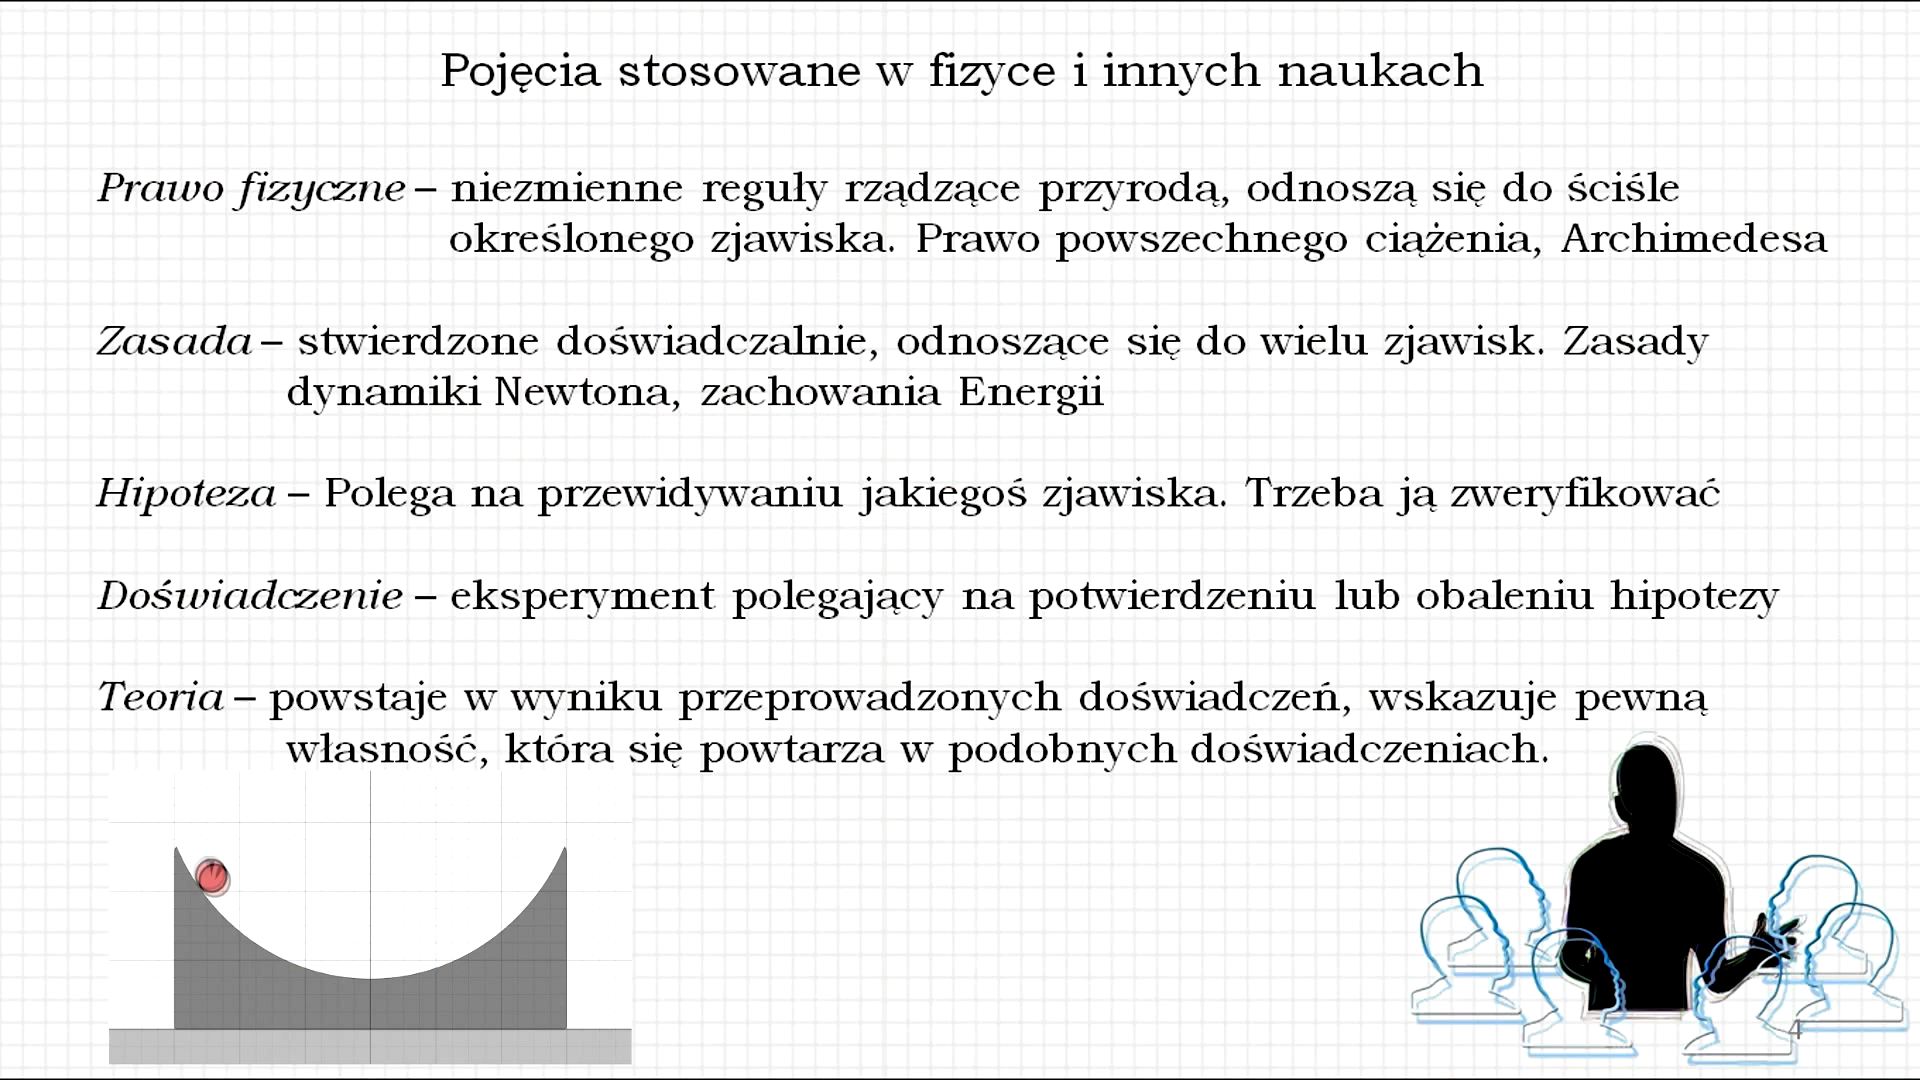 Pojęcia stosowane w fizyce i innych naukach
Prawo fizyczne – niezmienne reguły rządzące przyrodą, odnoszą się do ściśle
określonego zjawiska. Prawo powszechnego ciążenia, Archimedesa
Zasada – stwierdzone doświadczalnie, odnoszące się do wielu zjawisk. Zasady
dynamiki Newtona, zachowania Energii
Hipoteza – Polega na przewidywaniu jakiegoś zjawiska. Trzeba ją zweryfikować
Doświadczenie – eksperyment polegający na potwierdzeniu lub obaleniu hipotezy
Teoria – powstaje w wyniku przeprowadzonych doświadczeń, wskazuje pewną
własność, która się powtarza w podobnych doświadczeniach.
4